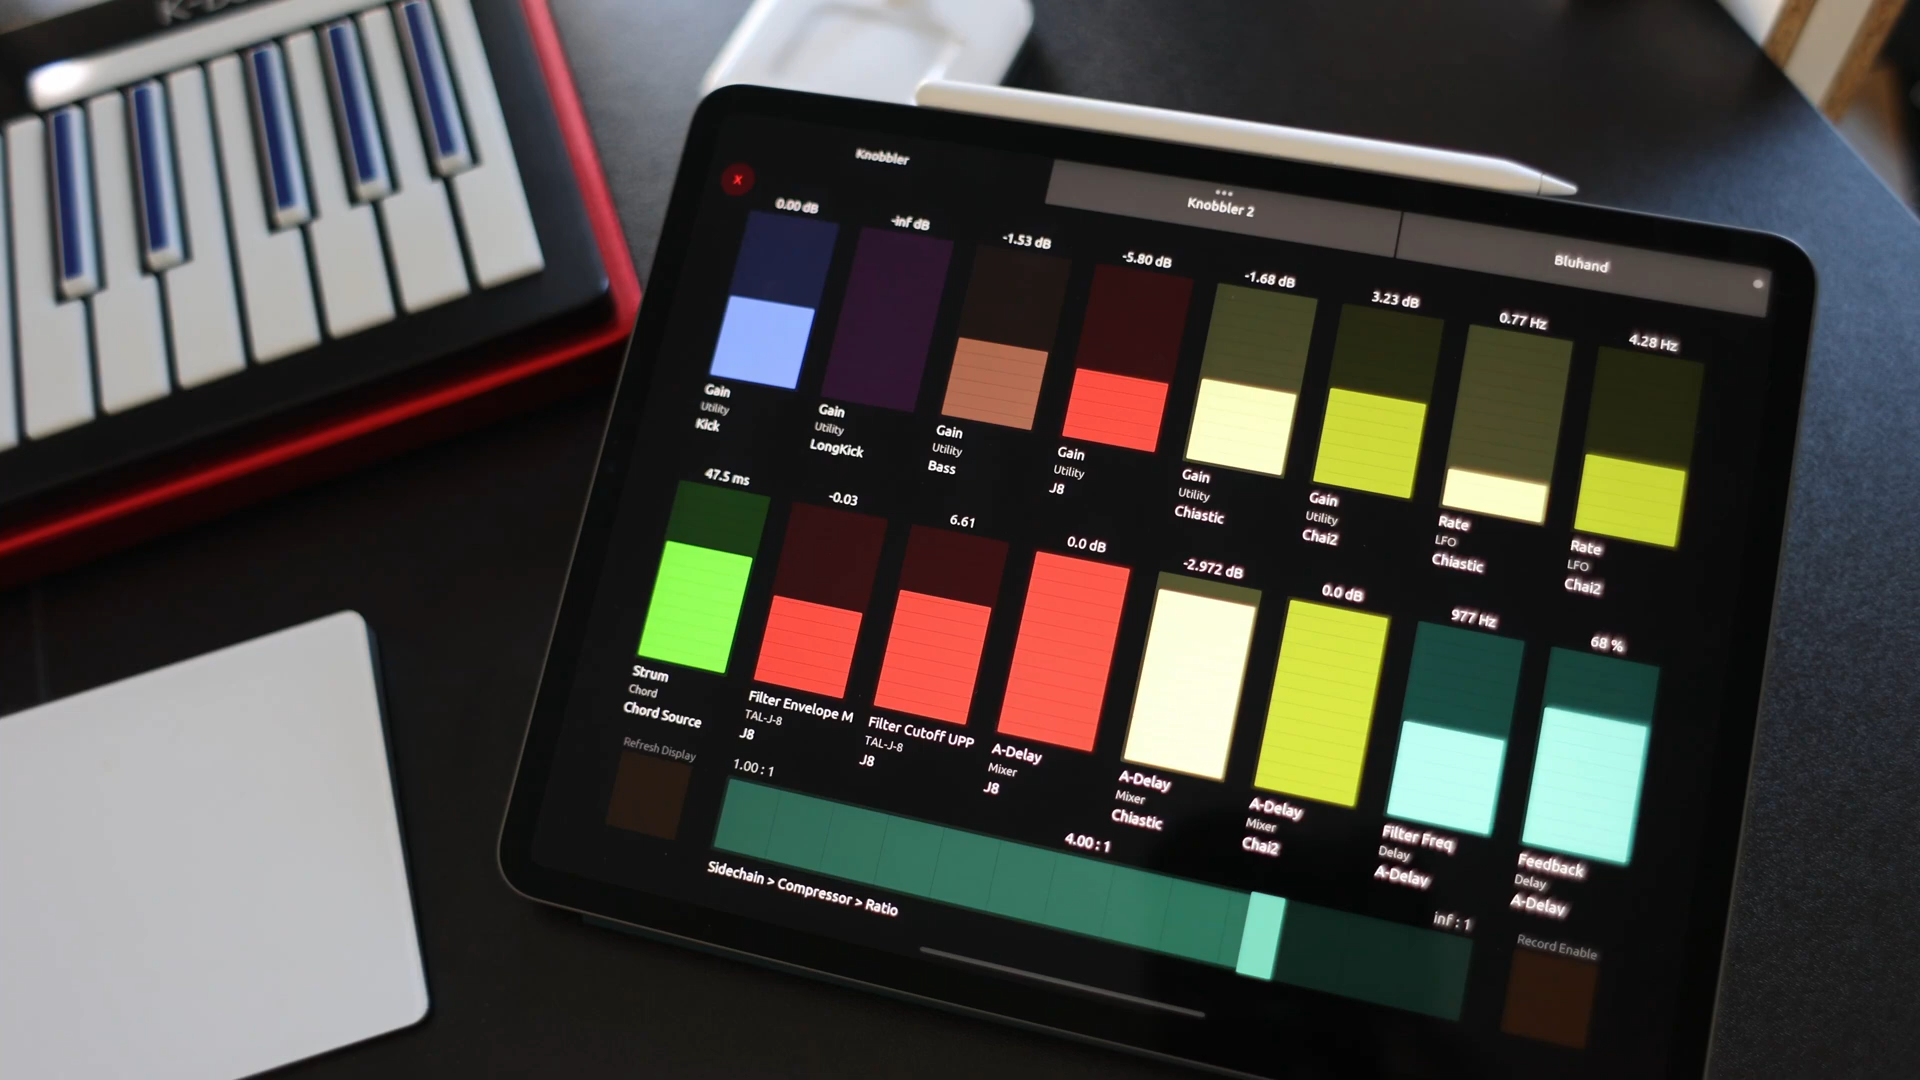 Knobbler
Knobbler 2
Bluhand
x
0.00 dB
-inf dB
-1.53 dB
-5.80 dB
-1.68 dB
3.23 dB
0.77 Hz
4.28 Hz
Gain
Utility
Kick
Gain
Utility
LongKick
Gain
Utility
Bass
Gain
Utility
J8
Gain
Utility
Chiastic
Gain
Utility
Chai2
Rate
LFO
Chiastic
Rate
LFO
Chai2
47.5 ms
-0.03
6.61
0.0 dB
-2.972 dB
0.0 dB
977 Hz
68 %
Strum
Chord
Chord Source
Filter Envelope M
TAL-J-8
J8
Filter Cutoff UPP
TAL-J-8
J8
A-Delay
Mixer
J8
A-Delay
Mixer
Chiastic
A-Delay
Mixer
Chai2
Filter Freq
Delay
A-Delay
Feedback
Delay
A-Delay
Refresh Display
1.00 : 1
4.00 : 1
inf : 1
Sidechain > Compressor > Ratio
Record Enable